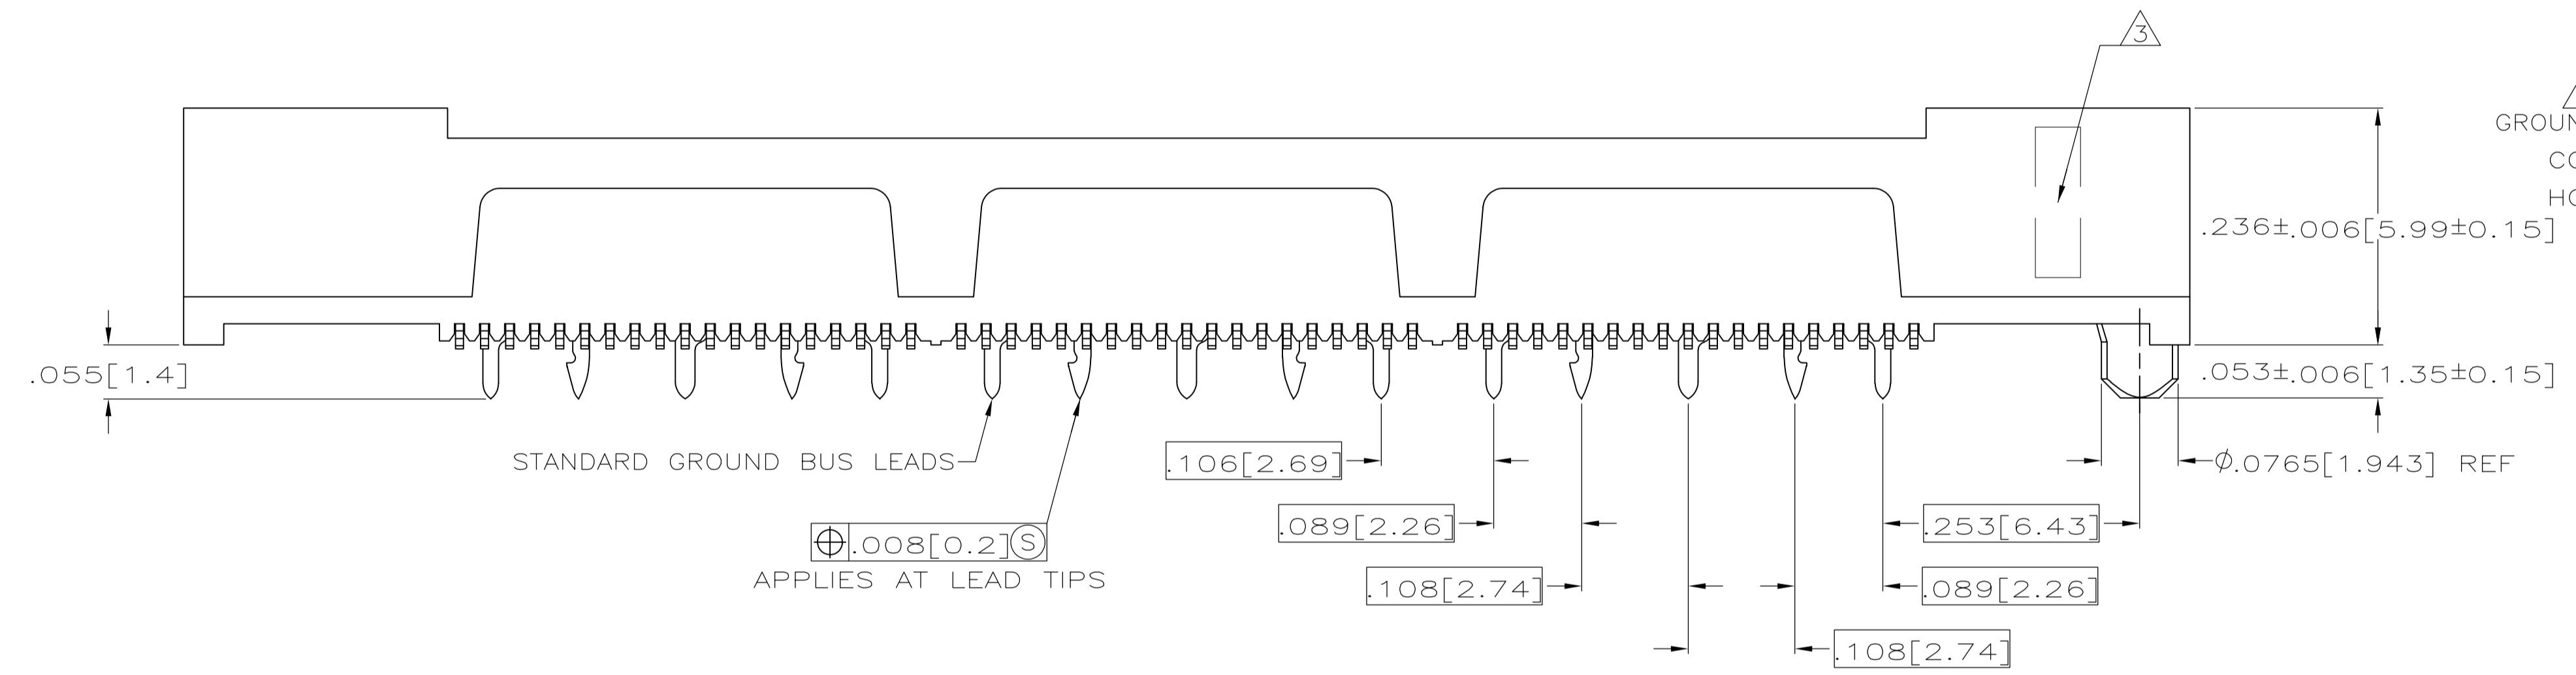 3
GROUN
CO
HO
.236±.006[5.99±0.15]
.055[1.4]
.053±.006[1.35±0.15]
STANDARD GROUND BUS LEADS
.106[2.69]
⌀.0765[1.943] REF
.008[0.2]Ⓢ
.089[2.26]
.253[6.43]
APPLIES AT LEAD TIPS
.108[2.74]
.089[2.26]
.108[2.74]